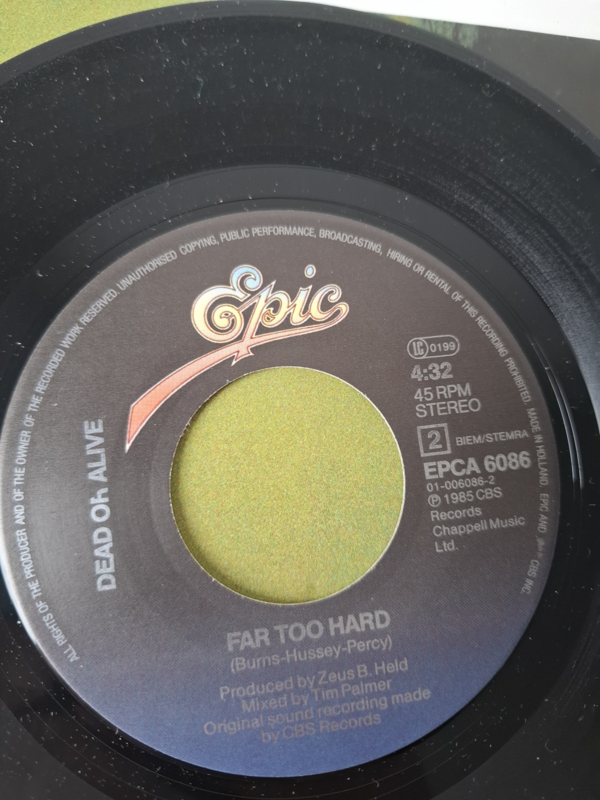 ALL RIGHTS OF THE PRODUCER AND OF THE OWNER OF THE RECORDED WORK RESERVED. UNAUTHORISED COPYING, PUBLIC PERFORMANCE, BROADCASTING, HIRING OR RENTAL OF THIS RECORDING PROHIBITED. MADE IN HOLLAND. EPIC AND CBS INC.
Epic
LC 0199
4:32
45 RPM
STEREO
2 BIEM/STEMRA
EPCA 6086
01-006086-2
℗ 1985 CBS
Records
Chappell Music
Ltd.
DEAD OR ALIVE
FAR TOO HARD
(Burns-Hussey-Percy)
Produced by Zeus B. Held
Mixed by Tim Palmer
Original sound recording made
by CBS Records